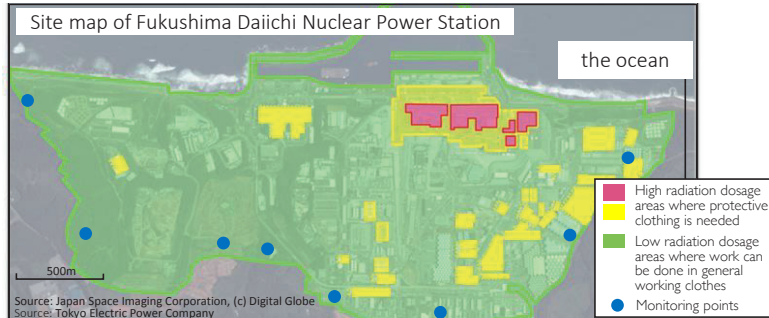 Site map of Fukushima Daiichi Nuclear Power Station
the ocean
High radiation dosage
areas where protective
clothing is needed
Low radiation dosage
areas where work can
be done in general
working clothes
Monitoring points
500m
Source: Japan Space Imaging Corporation, (c) Digital Globe
Source: Tokyo Electric Power Company